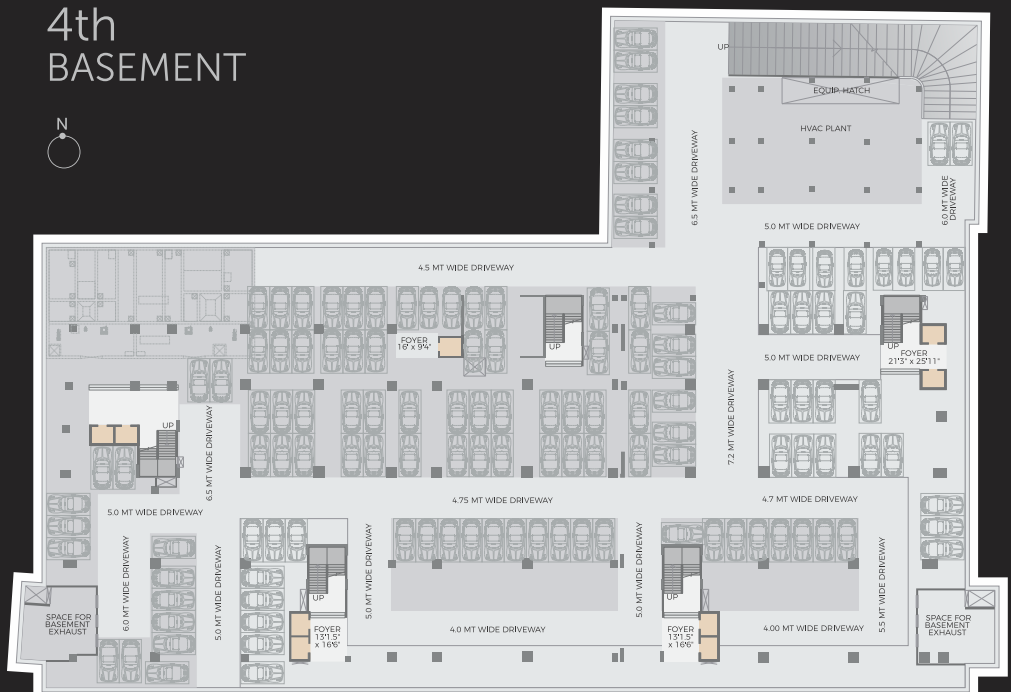 4th
BASEMENT
N
UP
EQUIP. HATCH
HVAC PLANT
6.5 MT WIDE DRIVEWAY
6.0 MT WIDE
DRIVEWAY
5.0 MT WIDE DRIVEWAY
4.5 MT WIDE DRIVEWAY
FOYER
16' x 9'4"
UP
UP
FOYER
21'3" x 25'11"
5.0 MT WIDE DRIVEWAY
7.2 MT WIDE DRIVEWAY
UP
6.5 MT WIDE DRIVEWAY
4.75 MT WIDE DRIVEWAY
4.7 MT WIDE DRIVEWAY
5.0 MT WIDE DRIVEWAY
6.0 MT WIDE DRIVEWAY
5.0 MT WIDE DRIVEWAY
5.0 MT WIDE DRIVEWAY
5.0 MT WIDE DRIVEWAY
5.5 MT WIDE DRIVEWAY
UP
UP
SPACE FOR
BASEMENT
EXHAUST
FOYER
13'1.5"
x 16'6"
4.0 MT WIDE DRIVEWAY
FOYER
13'1.5"
x 16'6"
4.00 MT WIDE DRIVEWAY
SPACE FOR
BASEMENT
EXHAUST